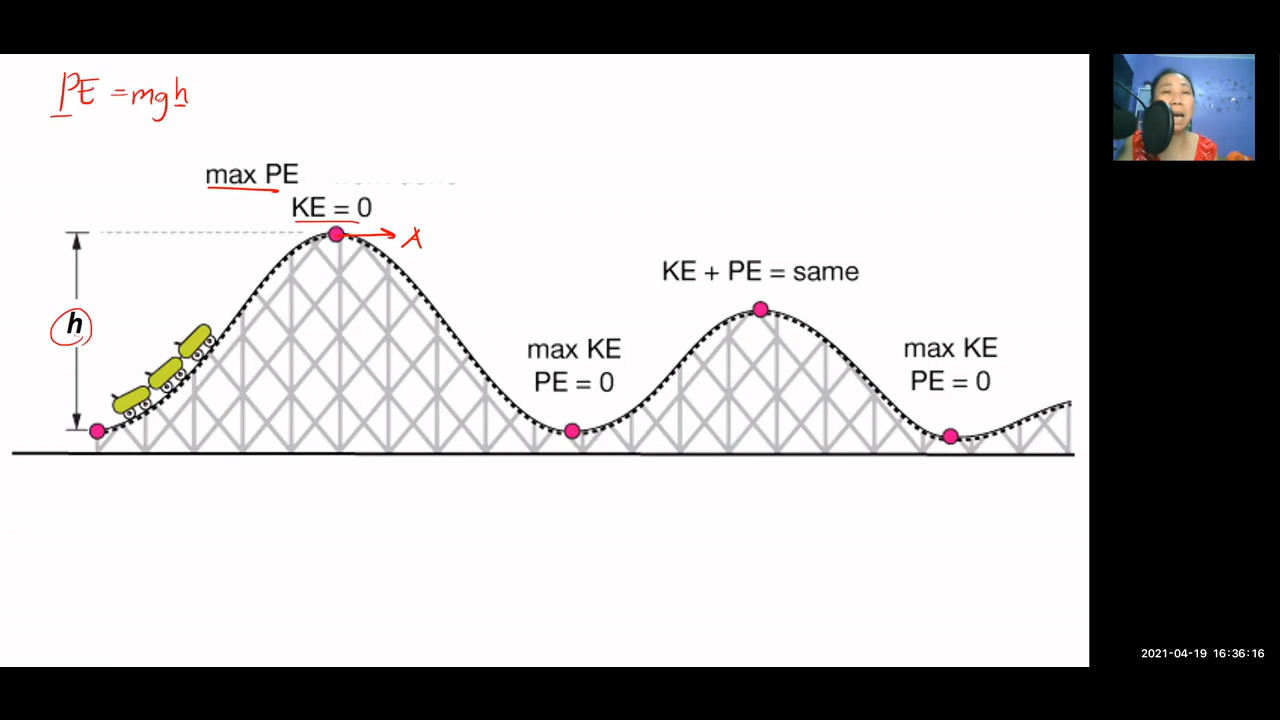 PE = mgh
max PE
KE = 0
A
KE + PE = same
h
max KE
PE = 0
max KE
PE = 0
2021-04-19 16:36:16